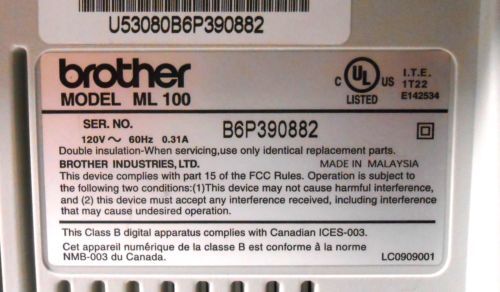 U53080B6P390882
brother
MODEL ML 100
C UL US LISTED
I.T.E.
1T22
E142534
SER. NO. B6P390882
120V ~ 60Hz 0.31A
Double insulation-When servicing,use only identical replacement parts.
BROTHER INDUSTRIES, LTD. MADE IN MALAYSIA
This device complies with part 15 of the FCC Rules. Operation is subject to
the following two conditions:(1)This device may not cause harmful interference,
and (2) this device must accept any interference received, including interference
that may cause undesired operation.
This Class B digital apparatus complies with Canadian ICES-003.
Cet appareil numérique de la classe B est conforme à la norme
NMB-003 du Canada. LC0909001